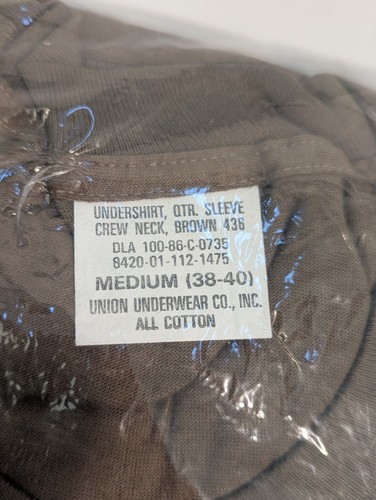 UNDERSHIRT, QTR. SLEEVE
CREW NECK, BROWN 436
DLA 100-86-C-0735
8420-01-112-1475
MEDIUM (38-40)
UNION UNDERWEAR CO., INC.
ALL COTTON